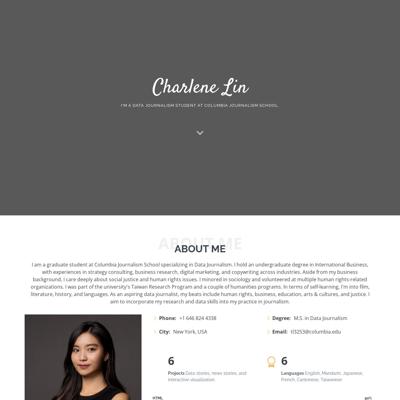 Charlene Lin
I'M A DATA JOURNALISM STUDENT AT COLUMBIA JOURNALISM SCHOOL.
ABOUT ME
ABOUT ME
I am a graduate student at Columbia Journalism School specializing in Data Journalism. I hold an undergraduate degree in International Business,
with experiences in strategy consulting, business research, digital marketing, and copywriting across industries. Aside from my business
background, I care deeply about social justice and human rights issues. I minored in sociology and volunteered at multiple human rights-related
organizations. I was part of the university's Taiwan Research Program and a couple of humanities programs. In terms of self-learning, I'm into film,
literature, history, and languages. As an aspiring data journalist, my beats include human rights, business, education, arts & cultures, and justice. I
aim to incorporate my research and data skills into my practice in journalism.
Phone: +1 646 824 4338 Degree: M.S. in Data Journalism
City: New York, USA Email: tl3253@columbia.edu
6 6
Projects Data stories, news stories, and Languages English, Mandarin, Japanese,
interactive visualization. French, Cantonese, Taiwanese
HTML